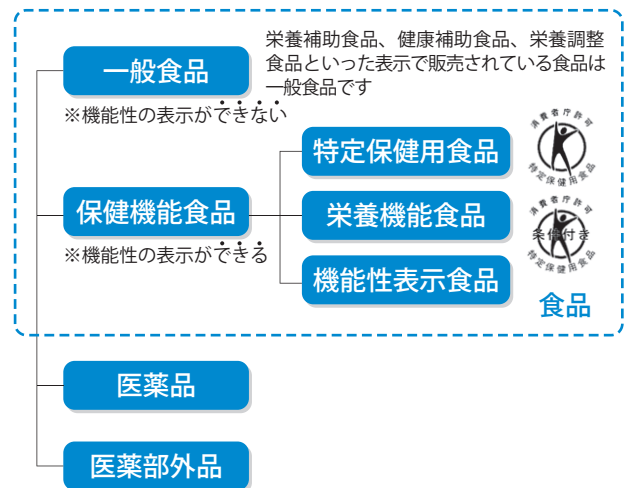 一般食品
栄養補助食品、健康補助食品、栄養調整
食品といった表示で販売されている食品は
一般食品です
※機能性の表示ができない
保健機能食品
※機能性の表示ができる
特定保健用食品
消費者庁許可
特定保健用食品
栄養機能食品
消費者庁許可
条件付き
特定保健用食品
機能性表示食品
食品
医薬品
医薬部外品